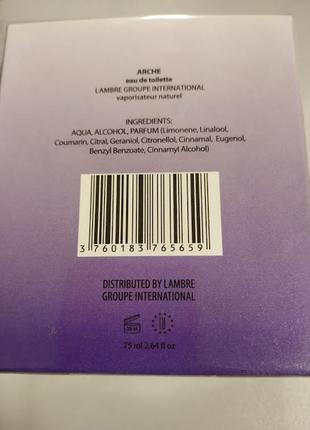 ARCHE
eau de toilette
LAMBRE GROUPE INTERNATIONAL
vaporisateur naturel
INGREDIENTS:
AQUA, ALCOHOL, PARFUM (Limonene, Linalool,
Coumarin, Citral, Geraniol, Citronellol, Cinnamal, Eugenol,
Benzyl Benzoate, Cinnamyl Alcohol)
3 760183 765659
DISTRIBUTED BY LAMBRE
GROUPE INTERNATIONAL
75 ml 2.64 fl oz